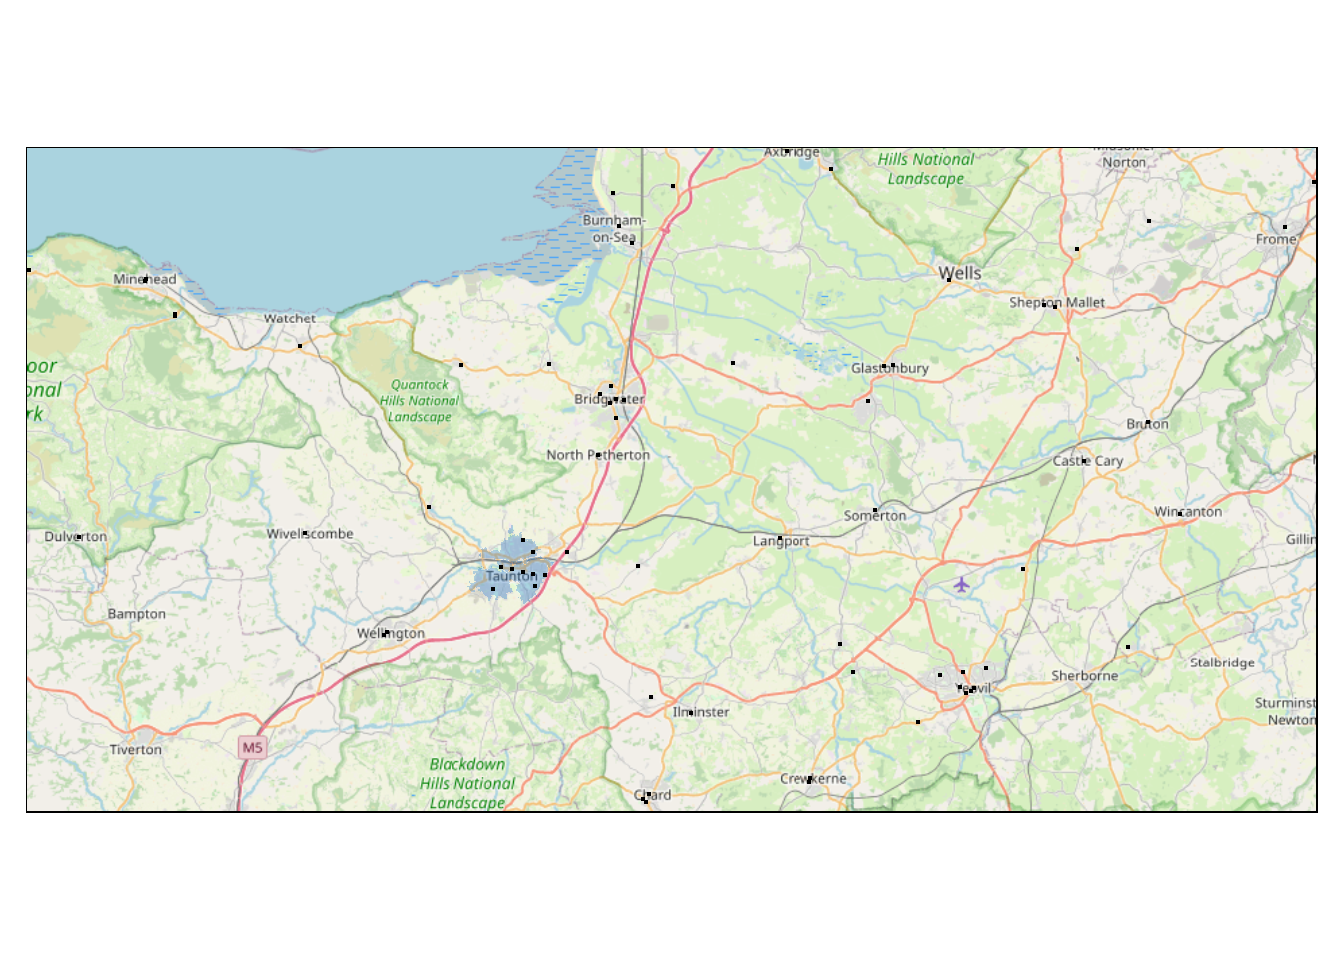 Axbridge
Hills National
Landscape
Norton
Burnham-
on-Sea
Frome
Wells
Minehead
Shepton Mallet
Watchet
oor
onal
rk
Glastonbury
Quantock
Hills National
Landscape
Bridgwater
Bruton
North Petherton
Castle Cary
Somerton
Wincanton
Dulverton
Wiveliscombe
Langport
Gillin
Taunton
Bampton
Wellington
Stalbridge
Sherborne
Yeovil
Ilminster
Sturminst
Newton
M5
Tiverton
Blackdown
Hills National
Landscape
Crewkerne
Chard